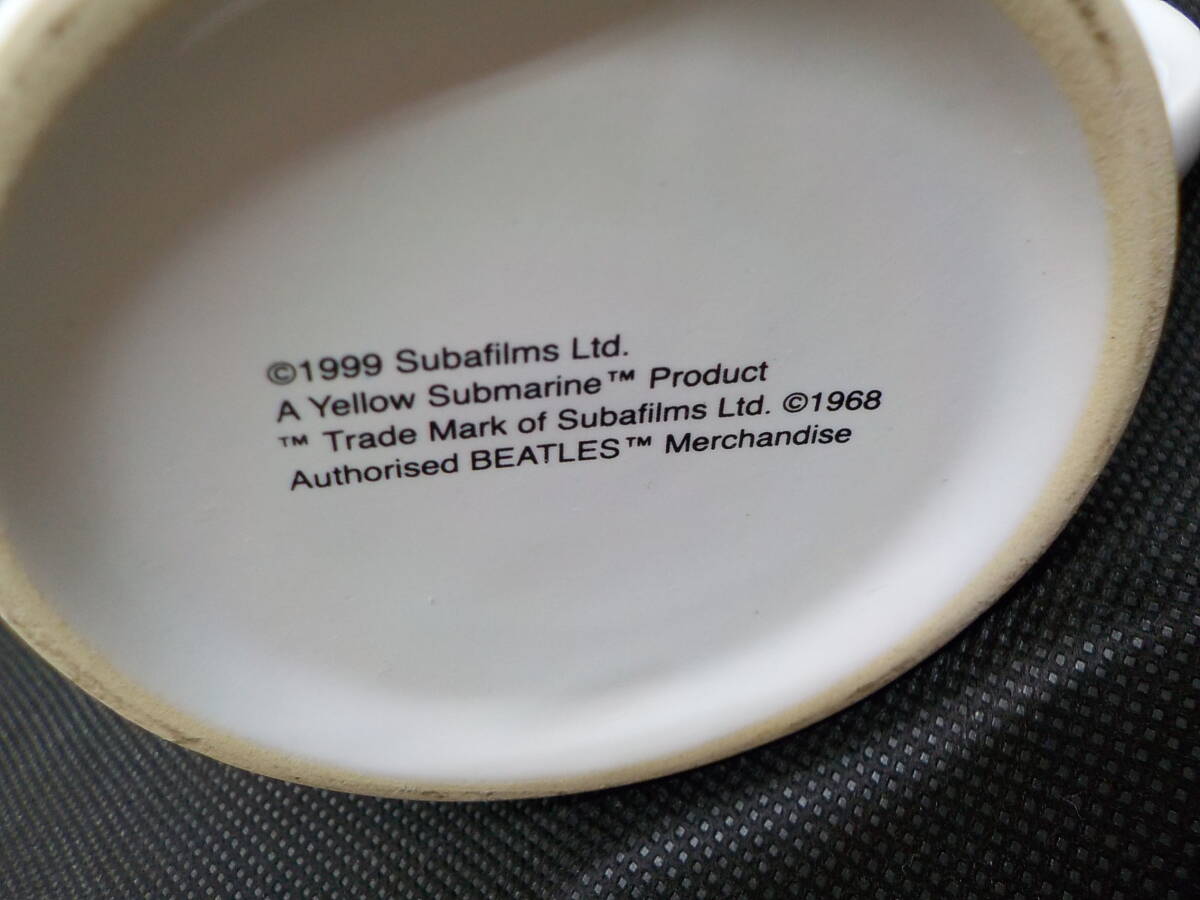 ©1999 Subafilms Ltd.
A Yellow Submarine™ Product
™ Trade Mark of Subafilms Ltd. ©1968
Authorised BEATLES™ Merchandise